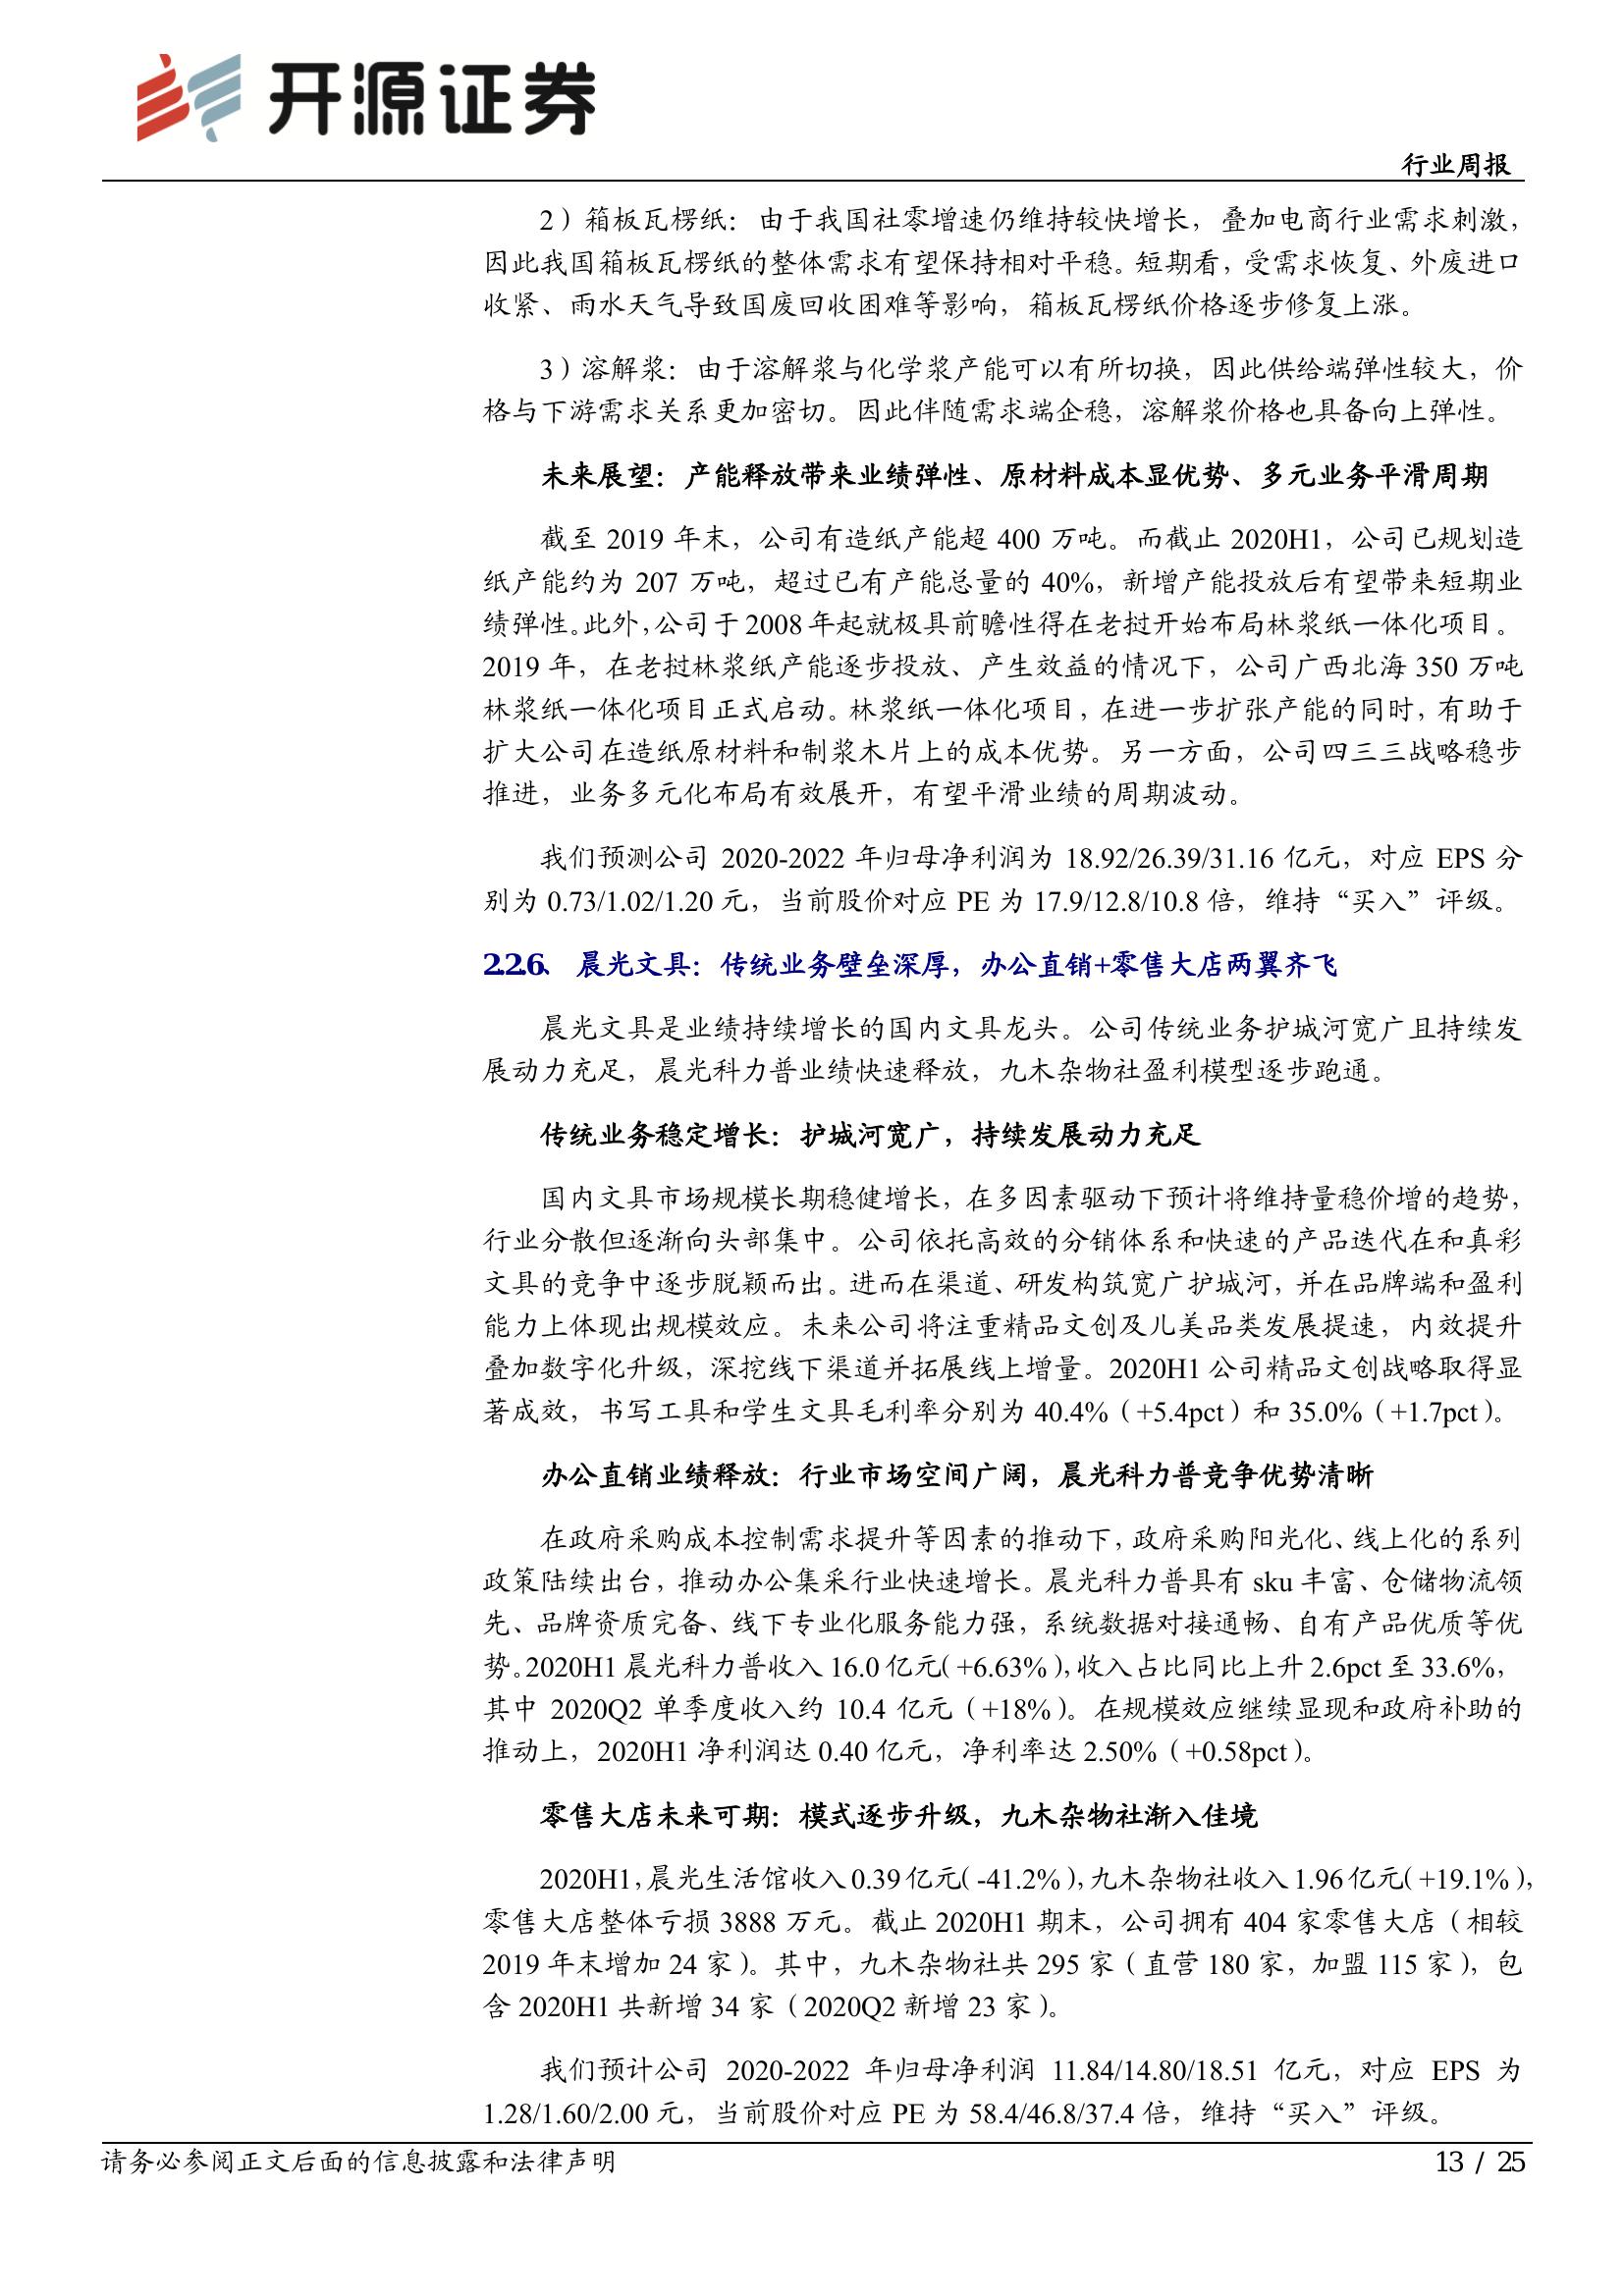 开源证券
行业周报
2）箱板瓦楞纸：由于我国社零增速仍维持较快增长，叠加电商行业需求刺激，
因此我国箱板瓦楞纸的整体需求有望保持相对平稳。短期看，受需求恢复、外废进口
收紧、雨水天气导致国废回收困难等影响，箱板瓦楞纸价格逐步修复上涨。
3）溶解浆：由于溶解浆与化学浆产能可以有所切换，因此供给端弹性较大，价
格与下游需求关系更加密切。因此伴随需求端企稳，溶解浆价格也具备向上弹性。
未来展望：产能释放带来业绩弹性、原材料成本显优势、多元业务平滑周期
截至 2019 年末，公司有造纸产能超 400 万吨。而截止 2020H1，公司已规划造
纸产能约为 207 万吨，超过已有产能总量的 40%，新增产能投放后有望带来短期业
绩弹性。此外，公司于 2008 年起就极具前瞻性得在老挝开始布局林浆纸一体化项目。
2019 年，在老挝林浆纸产能逐步投放、产生效益的情况下，公司广西北海 350 万吨
林浆纸一体化项目正式启动。林浆纸一体化项目，在进一步扩张产能的同时，有助于
扩大公司在造纸原材料和制浆木片上的成本优势。另一方面，公司四三三战略稳步
推进，业务多元化布局有效展开，有望平滑业绩的周期波动。
我们预测公司 2020-2022 年归母净利润为 18.92/26.39/31.16 亿元，对应 EPS 分
别为 0.73/1.02/1.20 元，当前股价对应 PE 为 17.9/12.8/10.8 倍，维持“买入”评级。
2.2.6、 晨光文具：传统业务壁垒深厚，办公直销+零售大店两翼齐飞
晨光文具是业绩持续增长的国内文具龙头。公司传统业务护城河宽广且持续发
展动力充足，晨光科力普业绩快速释放，九木杂物社盈利模型逐步跑通。
传统业务稳定增长：护城河宽广，持续发展动力充足
国内文具市场规模长期稳健增长，在多因素驱动下预计将维持量稳价增的趋势，
行业分散但逐渐向头部集中。公司依托高效的分销体系和快速的产品迭代在和真彩
文具的竞争中逐步脱颖而出。进而在渠道、研发构筑宽广护城河，并在品牌端和盈利
能力上体现出规模效应。未来公司将注重精品文创及儿美品类发展提速，内效提升
叠加数字化升级，深挖线下渠道并拓展线上增量。2020H1 公司精品文创战略取得显
著成效，书写工具和学生文具毛利率分别为 40.4%（+5.4pct）和 35.0%（+1.7pct）。
办公直销业绩释放：行业市场空间广阔，晨光科力普竞争优势清晰
在政府采购成本控制需求提升等因素的推动下，政府采购阳光化、线上化的系列
政策陆续出台，推动办公集采行业快速增长。晨光科力普具有 sku 丰富、仓储物流领
先、品牌资质完备、线下专业化服务能力强，系统数据对接通畅、自有产品优质等优
势。2020H1 晨光科力普收入 16.0 亿元（+6.63%），收入占比同比上升 2.6pct 至 33.6%，
其中 2020Q2 单季度收入约 10.4 亿元（+18%）。在规模效应继续显现和政府补助的
推动上，2020H1 净利润达 0.40 亿元，净利率达 2.50%（+0.58pct）。
零售大店未来可期：模式逐步升级，九木杂物社渐入佳境
2020H1，晨光生活馆收入 0.39 亿元（-41.2%），九木杂物社收入 1.96 亿元（+19.1%），
零售大店整体亏损 3888 万元。截止 2020H1 期末，公司拥有 404 家零售大店（相较
2019 年末增加 24 家）。其中，九木杂物社共 295 家（直营 180 家，加盟 115 家），包
含 2020H1 共新增 34 家（2020Q2 新增 23 家）。
我们预计公司 2020-2022 年归母净利润 11.84/14.80/18.51 亿元，对应 EPS 为
1.28/1.60/2.00 元，当前股价对应 PE 为 58.4/46.8/37.4 倍，维持“买入”评级。
请务必参阅正文后面的信息披露和法律声明
13 / 25